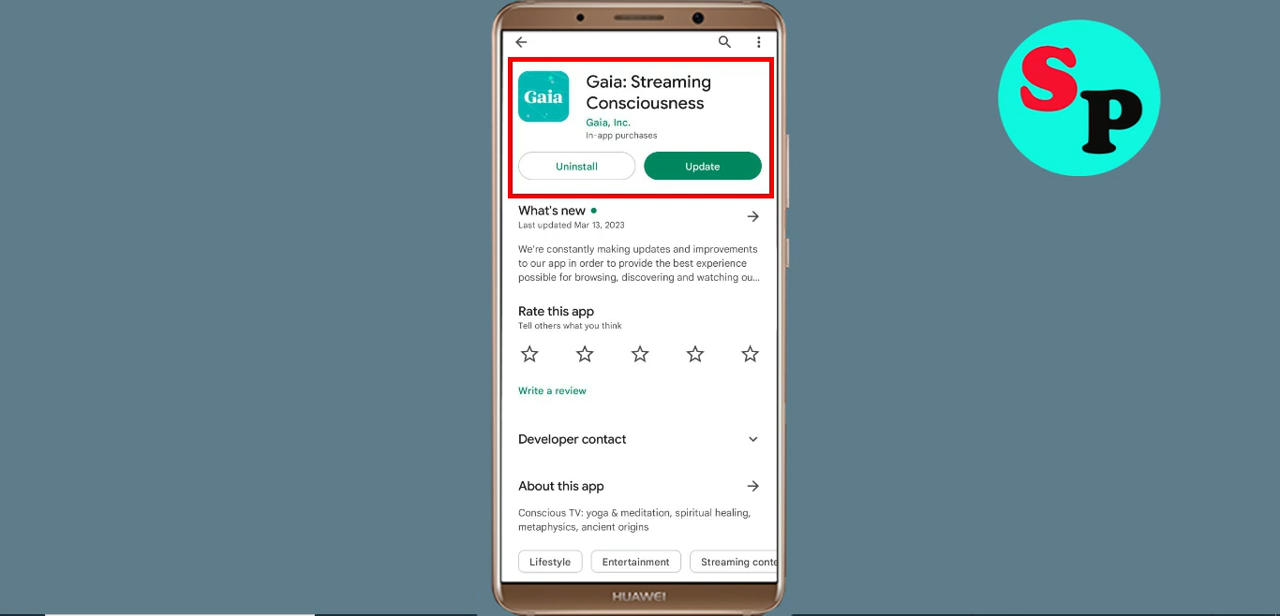 Gaia: Streaming
Consciousness
Gaia
Gaia, Inc.
In-app purchases
Uninstall
Update
What's new
Last updated Mar 13, 2023
We're constantly making updates and improvements
to our app in order to provide the best experience
possible for browsing, discovering and watching ou...
Rate this app
Tell others what you think
Write a review
Developer contact
About this app
Conscious TV: yoga & meditation, spiritual healing,
metaphysics, ancient origins
Lifestyle
Entertainment
Streaming conte
HUAWEI
SP